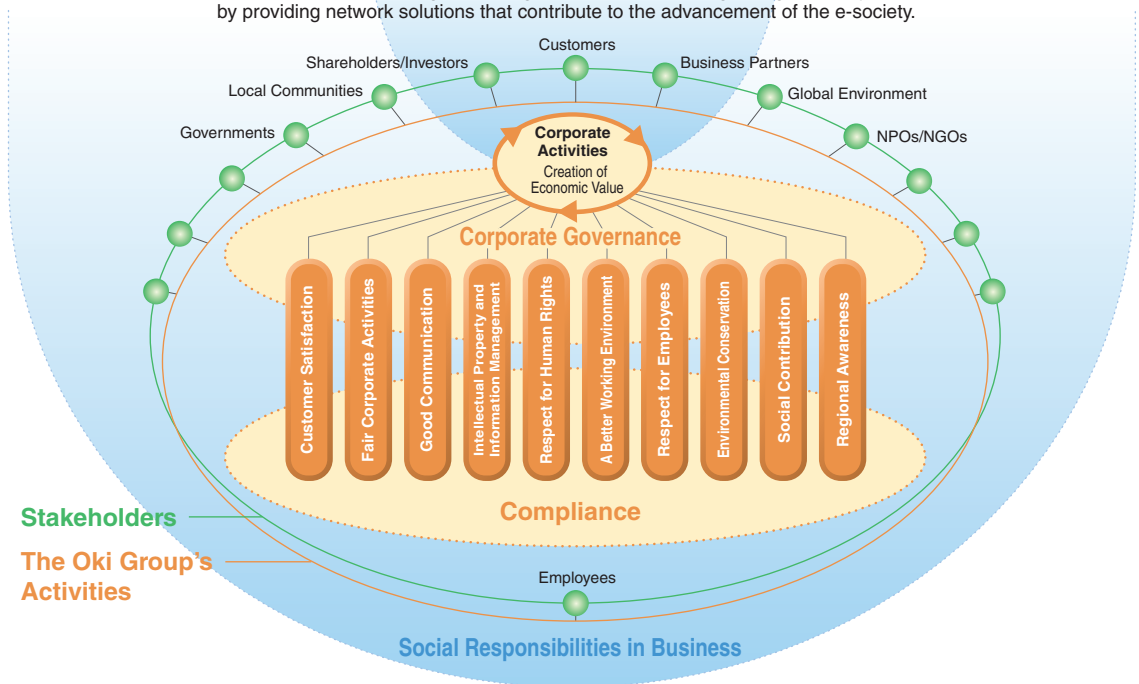 by providing network solutions that contribute to the advancement of the e-society.
Customers
Shareholders/Investors
Business Partners
Local Communities
Global Environment
Governments
NPOs/NGOs
Corporate
Activities
Creation of
Economic Value
Corporate Governance
Customer Satisfaction
Fair Corporate Activities
Good Communication
Intellectual Property and
Information Management
Respect for Human Rights
A Better Working Environment
Respect for Employees
Environmental Conservation
Social Contribution
Regional Awareness
Compliance
Stakeholders
The Oki Group's
Activities
Employees
Social Responsibilities in Business